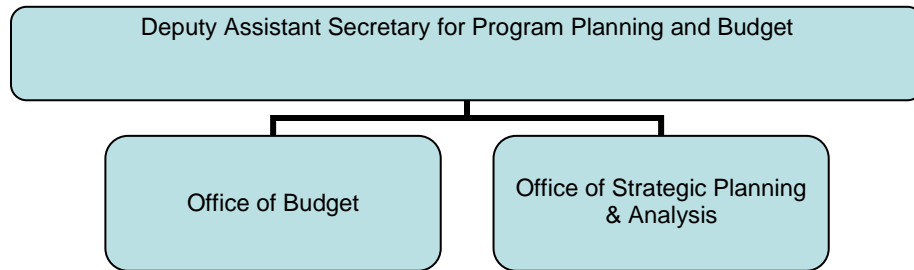 Deputy Assistant Secretary for Program Planning and Budget
Office of Budget
Office of Strategic Planning
& Analysis